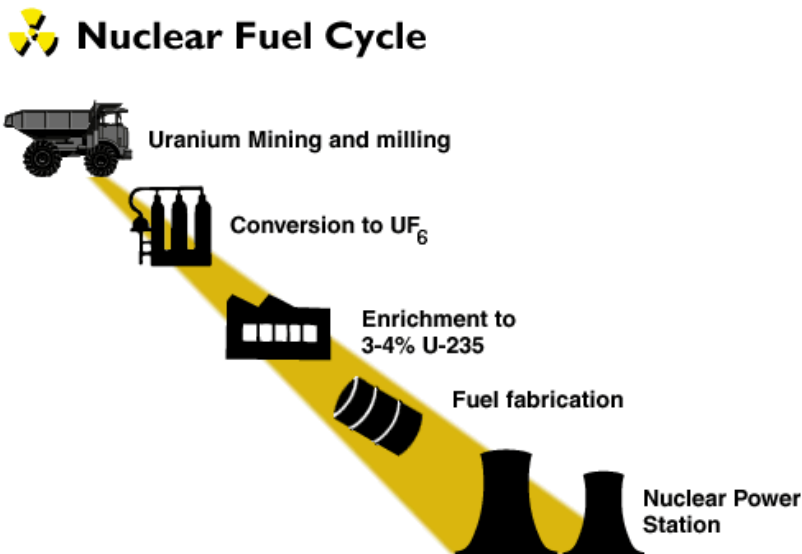 Nuclear Fuel Cycle
Uranium Mining and milling
Conversion to UF6
Enrichment to
3-4% U-235
Fuel fabrication
Nuclear Power
Station